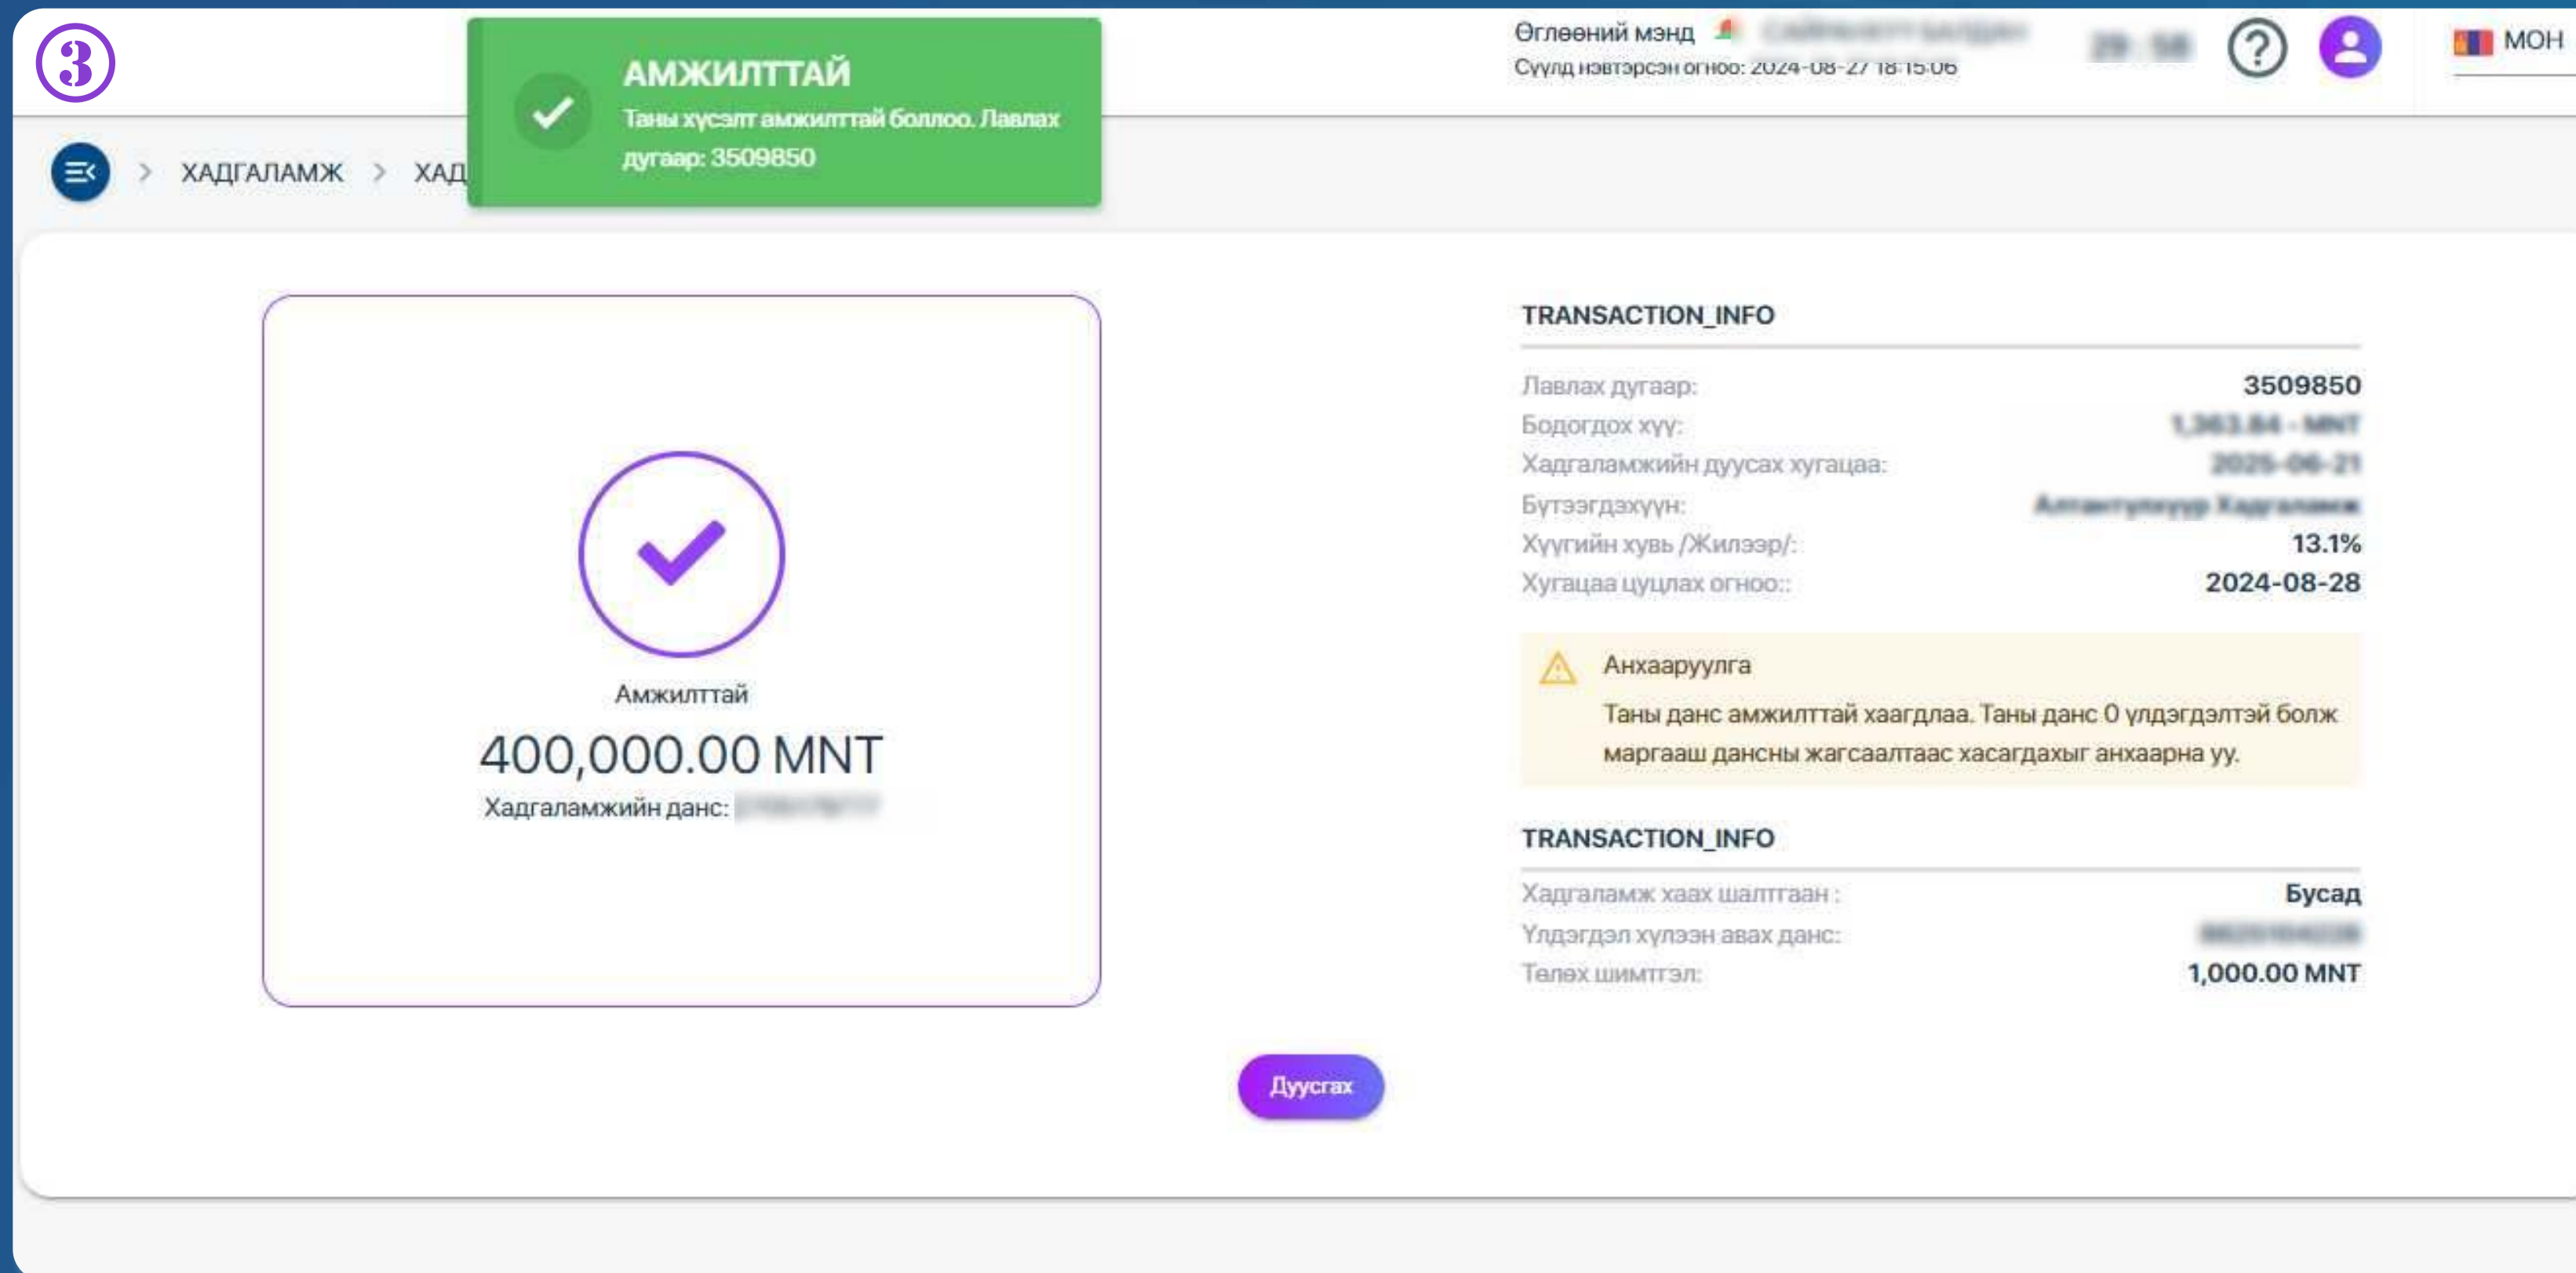 3
АМЖИЛТТАЙ
Таны хүсэлт амжилттай боллоо. Лавлах
дугаар: 3509850
Өглөөний мэнд
Сүүлд нэвтэрсэн огноо: 2024-08-27 18:15:06
МОН
ХАДГАЛАМЖ > ХАД
Амжилттай
400,000.00 MNT
Хадгаламжийн данс:
TRANSACTION_INFO
Лавлах дугаар: 3509850
Бодогдох хүү:
Хадгаламжийн дуусах хугацаа:
Бүтээгдэхүүн:
Хүүгийн хувь /Жилээр/: 13.1%
Хугацаа цуцлах огноо:: 2024-08-28
Анхааруулга
Таны данс амжилттай хаагдлаа. Таны данс 0 үлдэгдэлтэй болж
маргааш дансны жагсаалтаас хасагдахыг анхаарна уу.
TRANSACTION_INFO
Хадгаламж хаах шалтгаан : Бусад
Үлдэгдэл хүлээн авах данс:
Төлөх шимтгэл: 1,000.00 MNT
Дуусгах